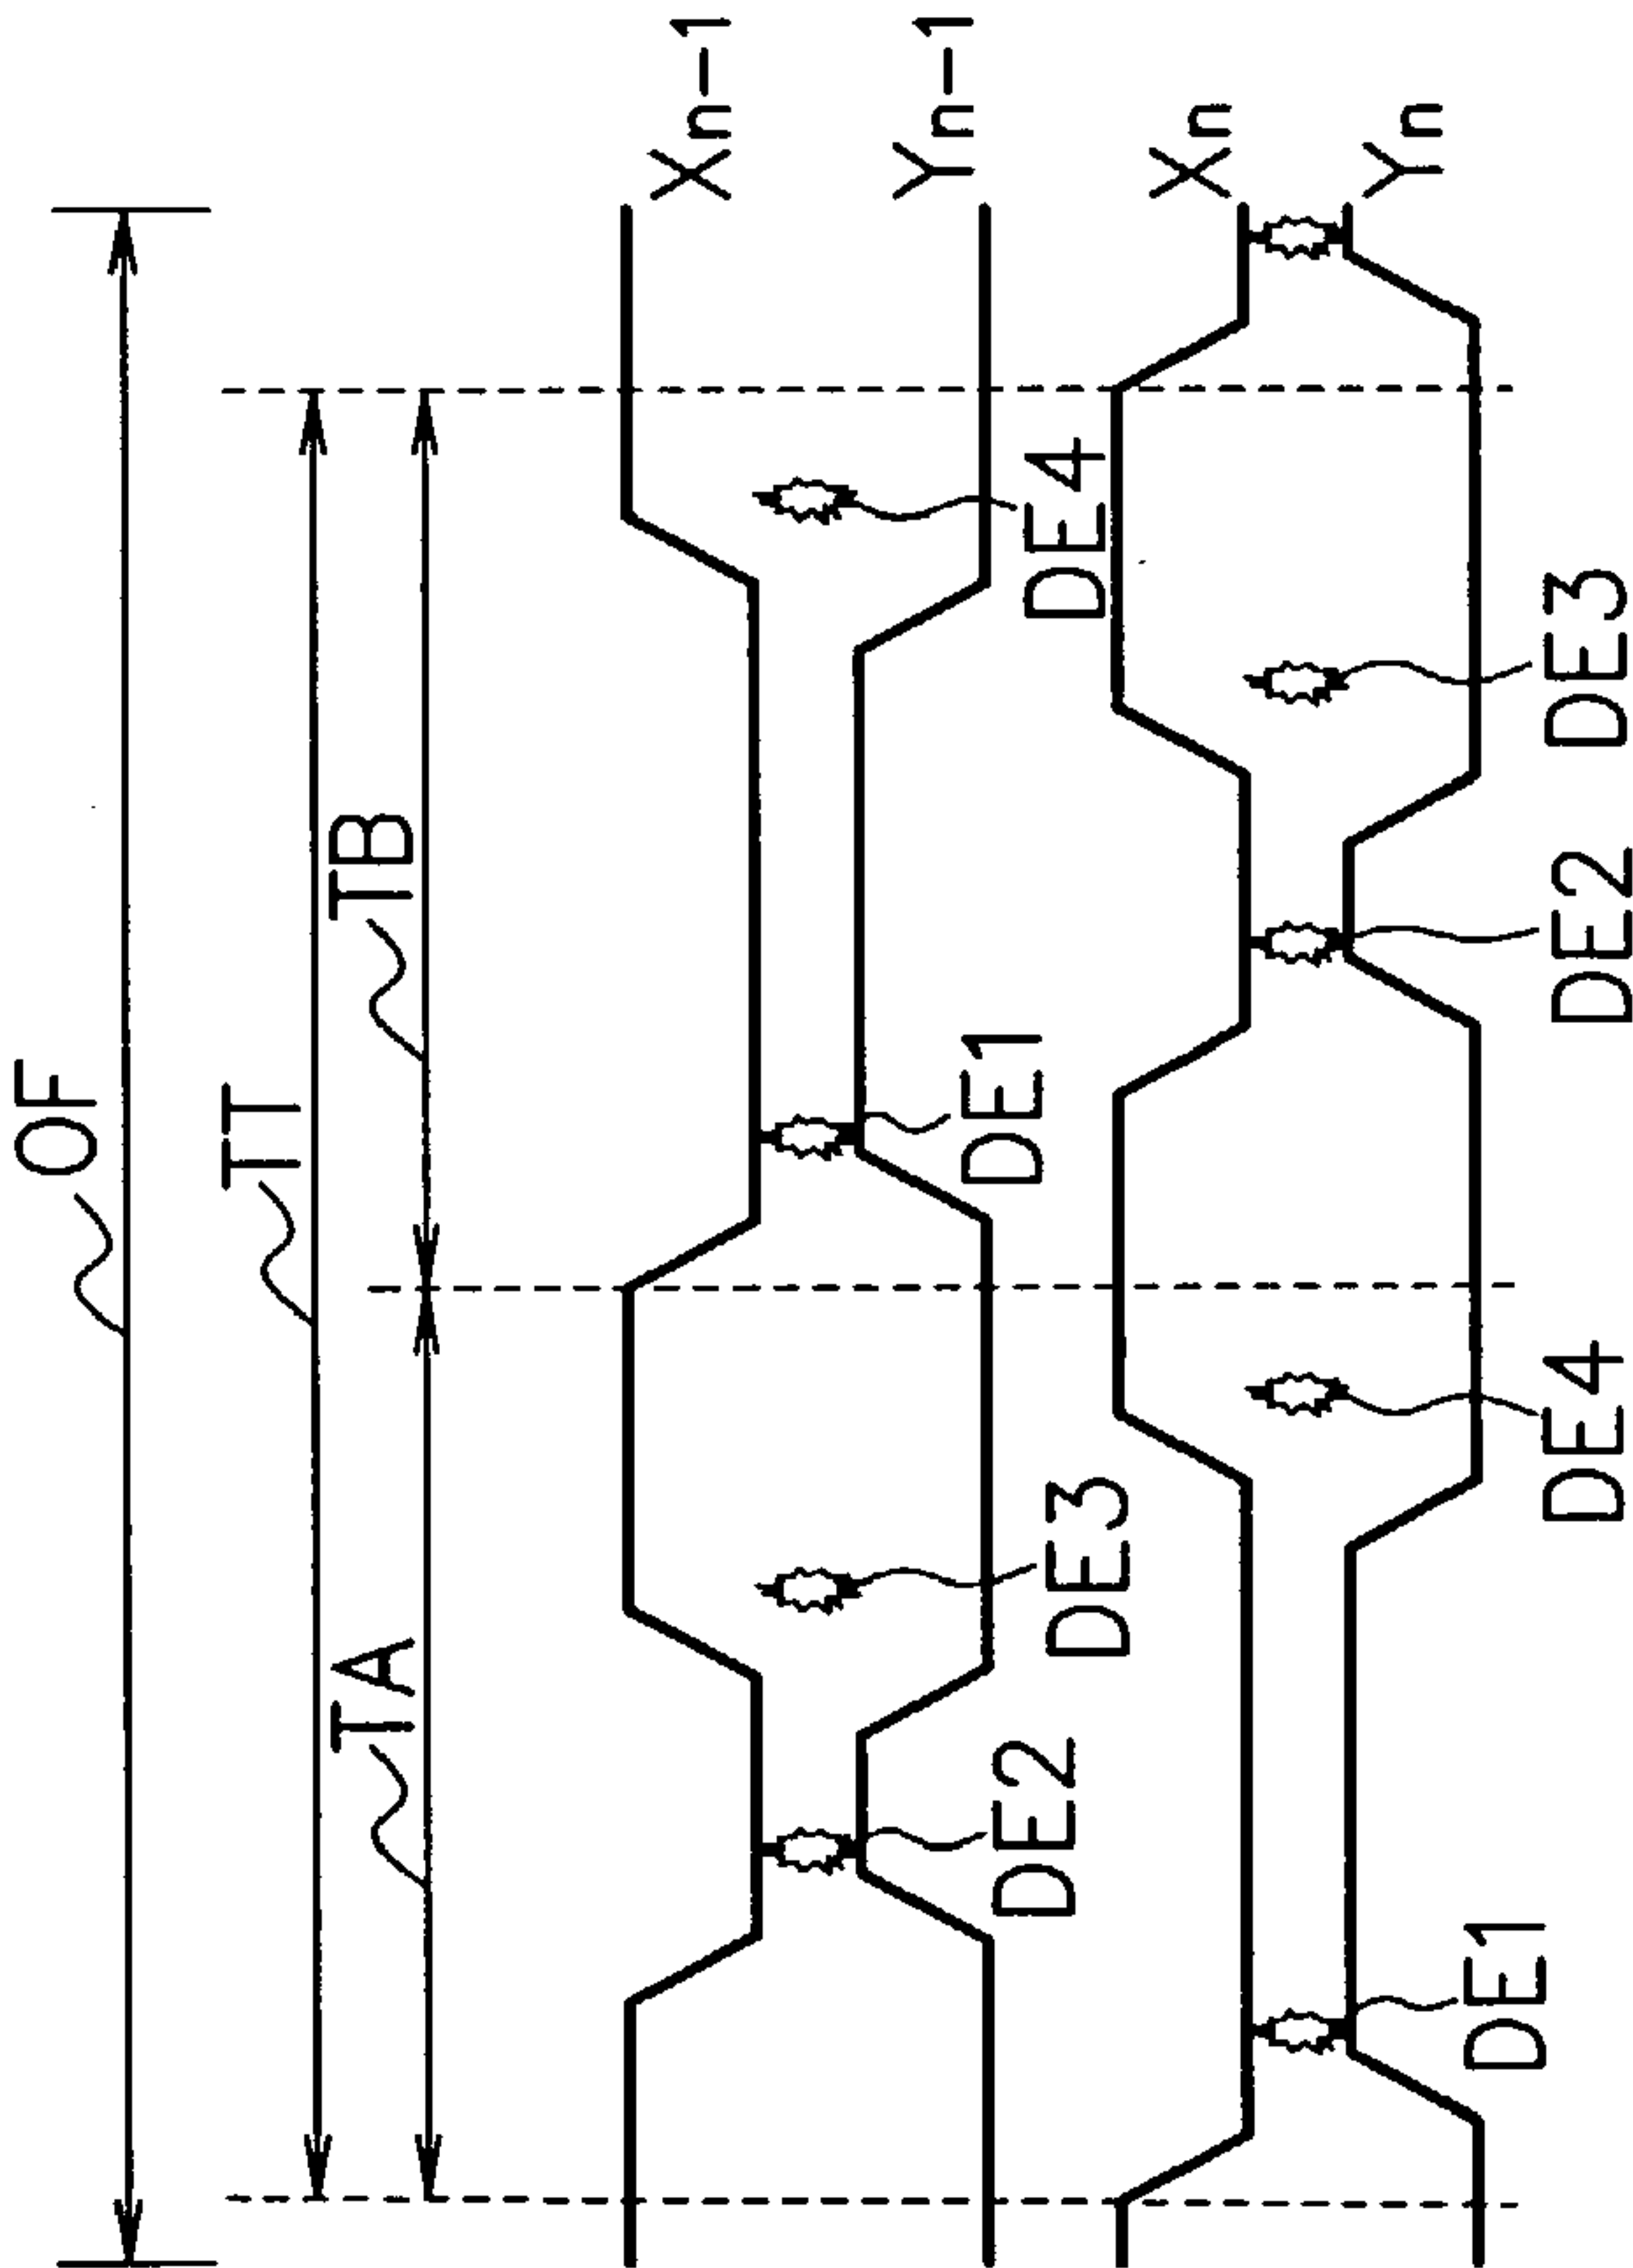 OF
TT
TA
TB
Xn-1
Yn-1
DE2
DE3
DE1
DE4
Xn
Yn
DE1
DE4
DE2
DE3